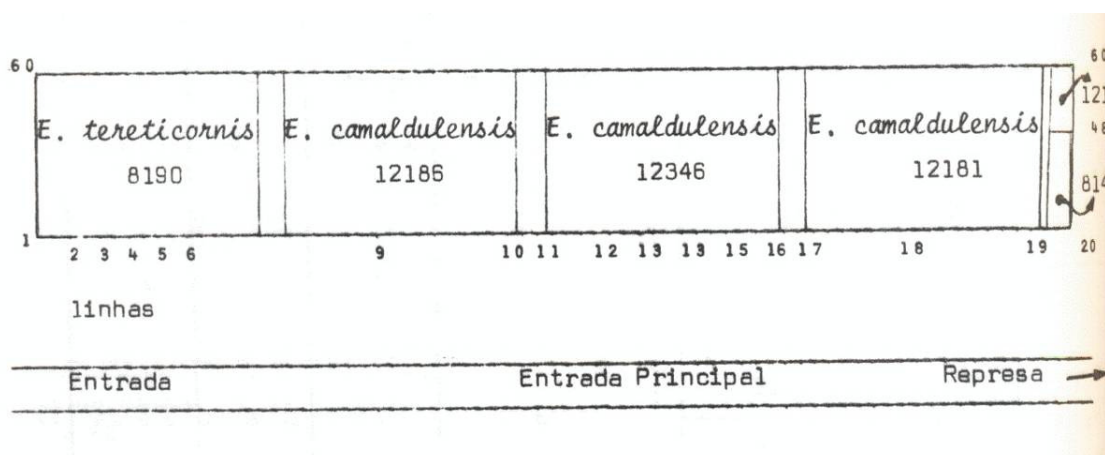 60 60
E. tereticornis E. camaldulensis E. camaldulensis E. camaldulensis
8190 12186 12346 12181
1 2 3 4 5 6 9 10 11 12 13 13 15 16 17 18 19 20
linhas
Entrada Entrada Principal Represa